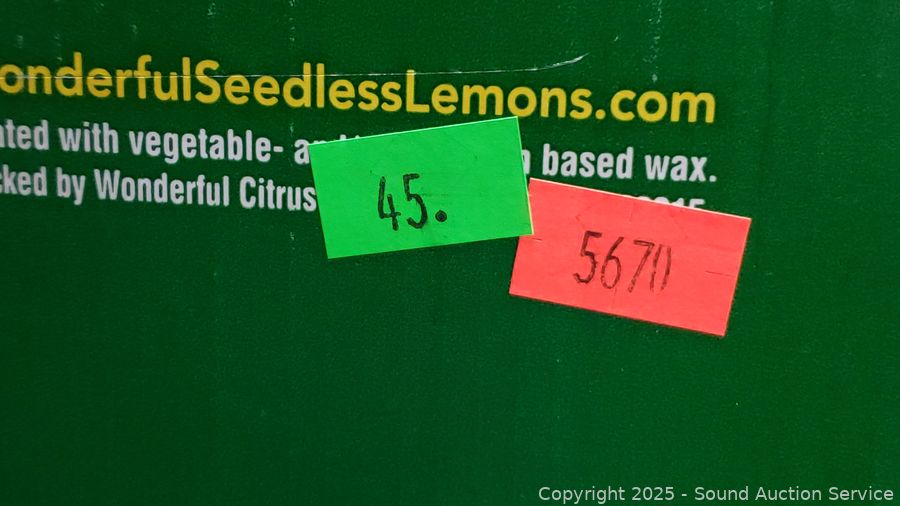 onderfulSeedlessLemons.com
ated with vegetable- based wax.
cked by Wonderful Citrus
45.
5670
Copyright 2025 - Sound Auction Service